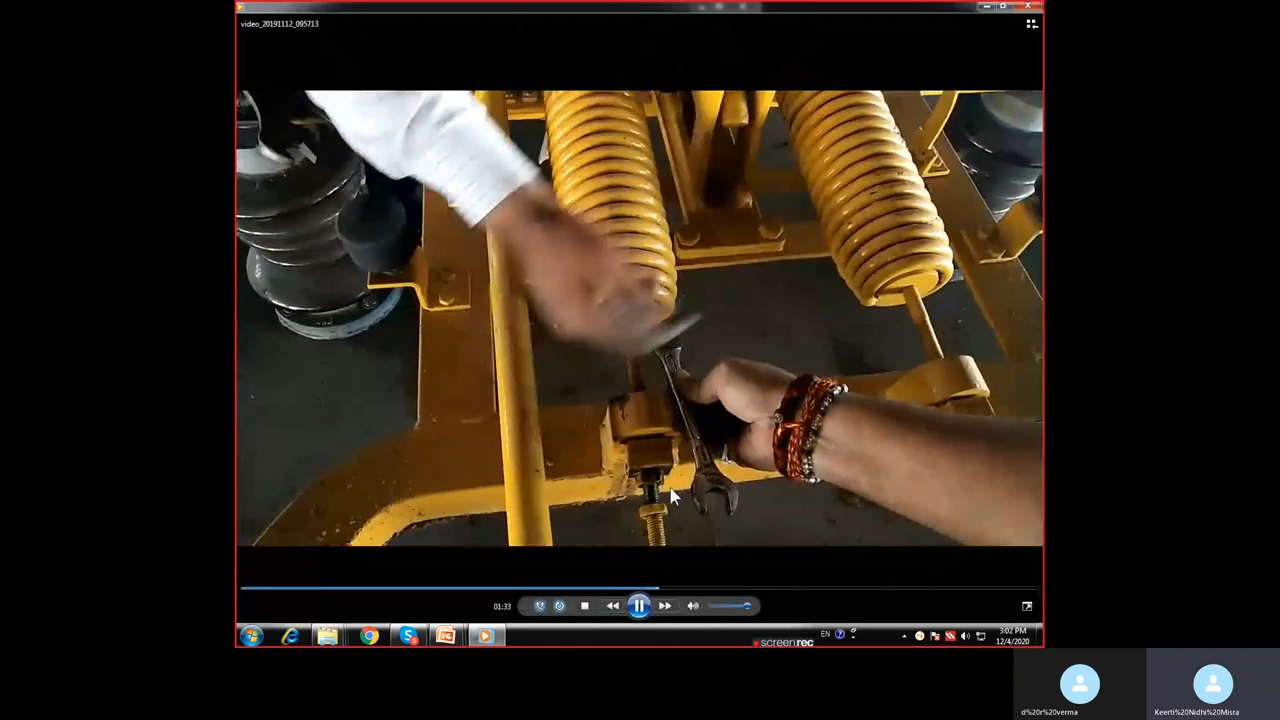 video_20191112_095713
01:33
EN
3:02 PM
12/4/2020
screenrec
d%20r%20verma
Keerti%20Nidhi%20Misra